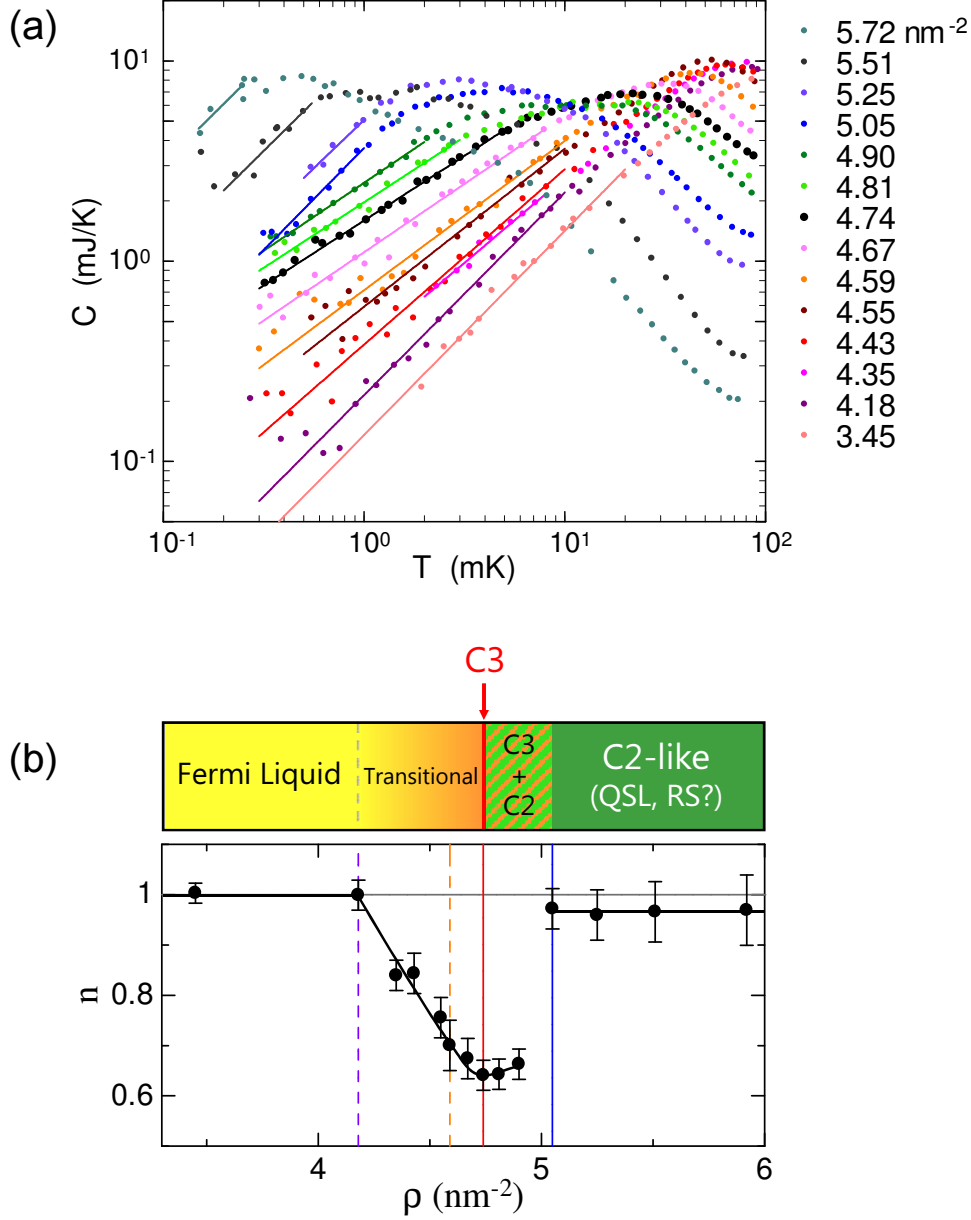 (a)
10¹
10⁰
10⁻¹
C (mJ/K)
10⁻¹ 10⁰ 10¹ 10²
T (mK)
5.72 nm⁻²
5.51
5.25
5.05
4.90
4.81
4.74
4.67
4.59
4.55
4.43
4.35
4.18
3.45
C3
(b)
Fermi Liquid
Transitional
C3
+
C2
C2-like
(QSL, RS?)
1
0.8
0.6
n
4 5 6
ρ (nm⁻²)